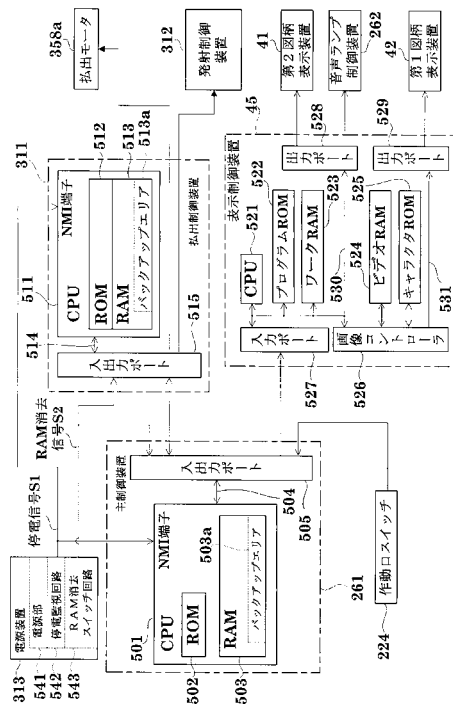 358a
払出モータ
312
発射制御
装置
41
第2図柄
表示装置
262
音声ランプ
制御装置
42
第1図柄
表示装置
311
511
NMI端子
CPU
ROM
RAM
バックアップエリア
512
513
513a
514
入出力ポート
515
払出制御装置
RAM消去
信号S2
停電信号S1
313
電源装置
電源部
停電監視回路
RAM消去
スイッチ回路
541
542
543
主制御装置
501
NMI端子
CPU
ROM
503a
RAM
バックアップエリア
502
503
入出力ポート
504
505
261
224
作動口スイッチ
45
528
出力ポート
529
出力ポート
521
CPU
522
プログラムROM
523
ワークRAM
530
524
ビデオRAM
525
キャラクタROM
531
入力ポート
527
画像コントローラ
526
表示制御装置